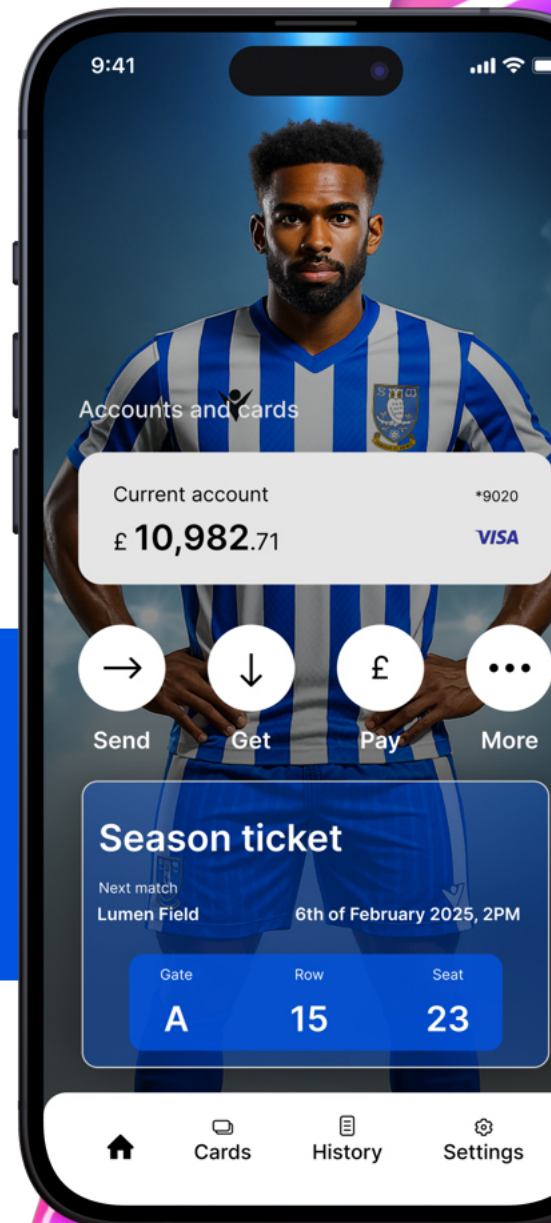 9:41
Accounts and cards
Current account
*9020
£ 10,982.71
VISA
£
Send Get Pay More
Season ticket
Next match
Lumen Field 6th of February 2025, 2PM
Gate Row Seat
A 15 23
Cards History Settings